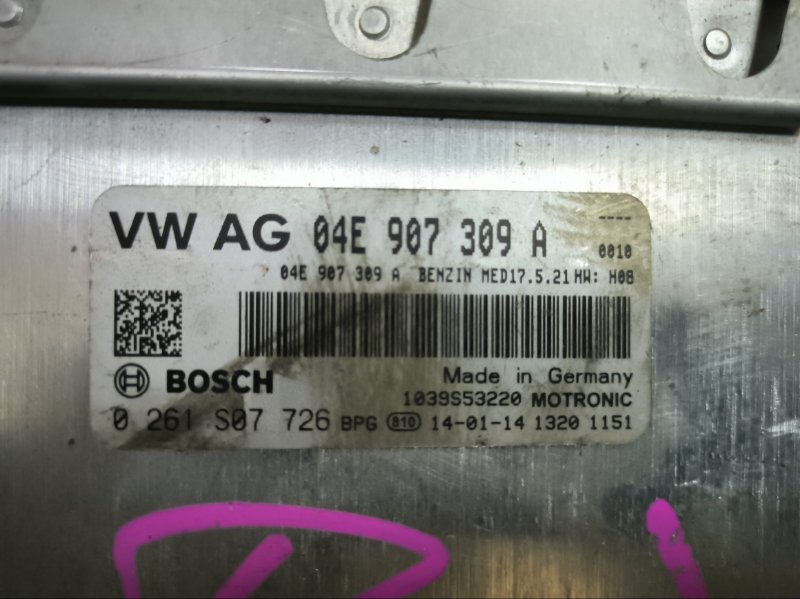 VW AG 04E 907 309 A ----
0010
04E 907 309 A BENZIN MED17.5.21 HW: H08
BOSCH Made in Germany
1039S53220 MOTRONIC
0 261 S07 726 BPG 810 14-01-14 1320 1151